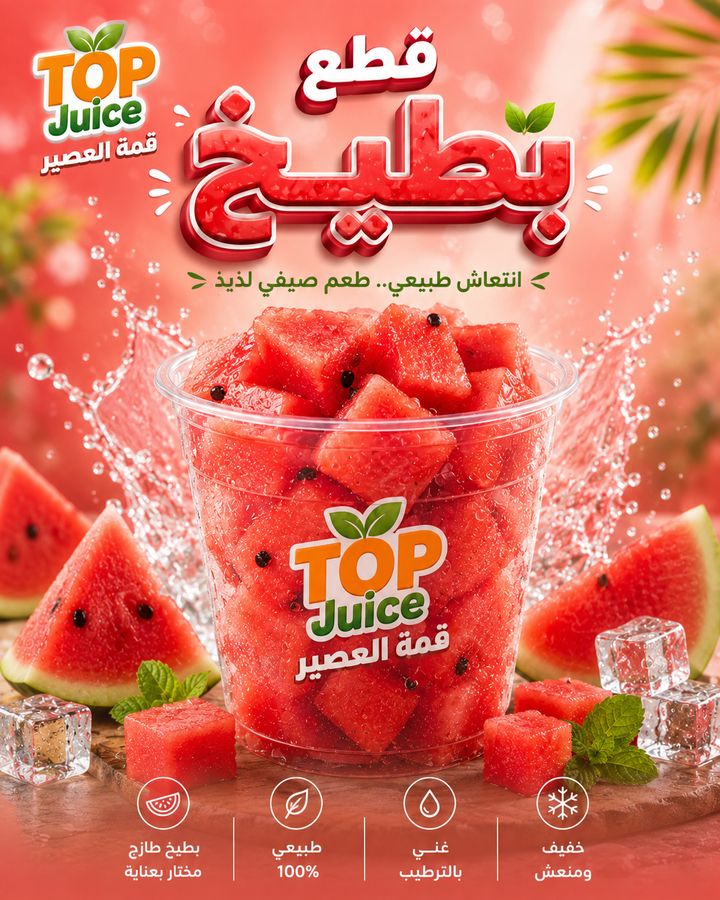 TOP
Juice
قمة العصير
قطع
بطيخ
انتعاش طبيعي.. طعم صيفي لذيذ
TOP
Juice
قمة العصير
خفيف
ومنعش
غنـي
بالترطيب
طبيعي
100%
بطيخ طازج
مختار بعناية